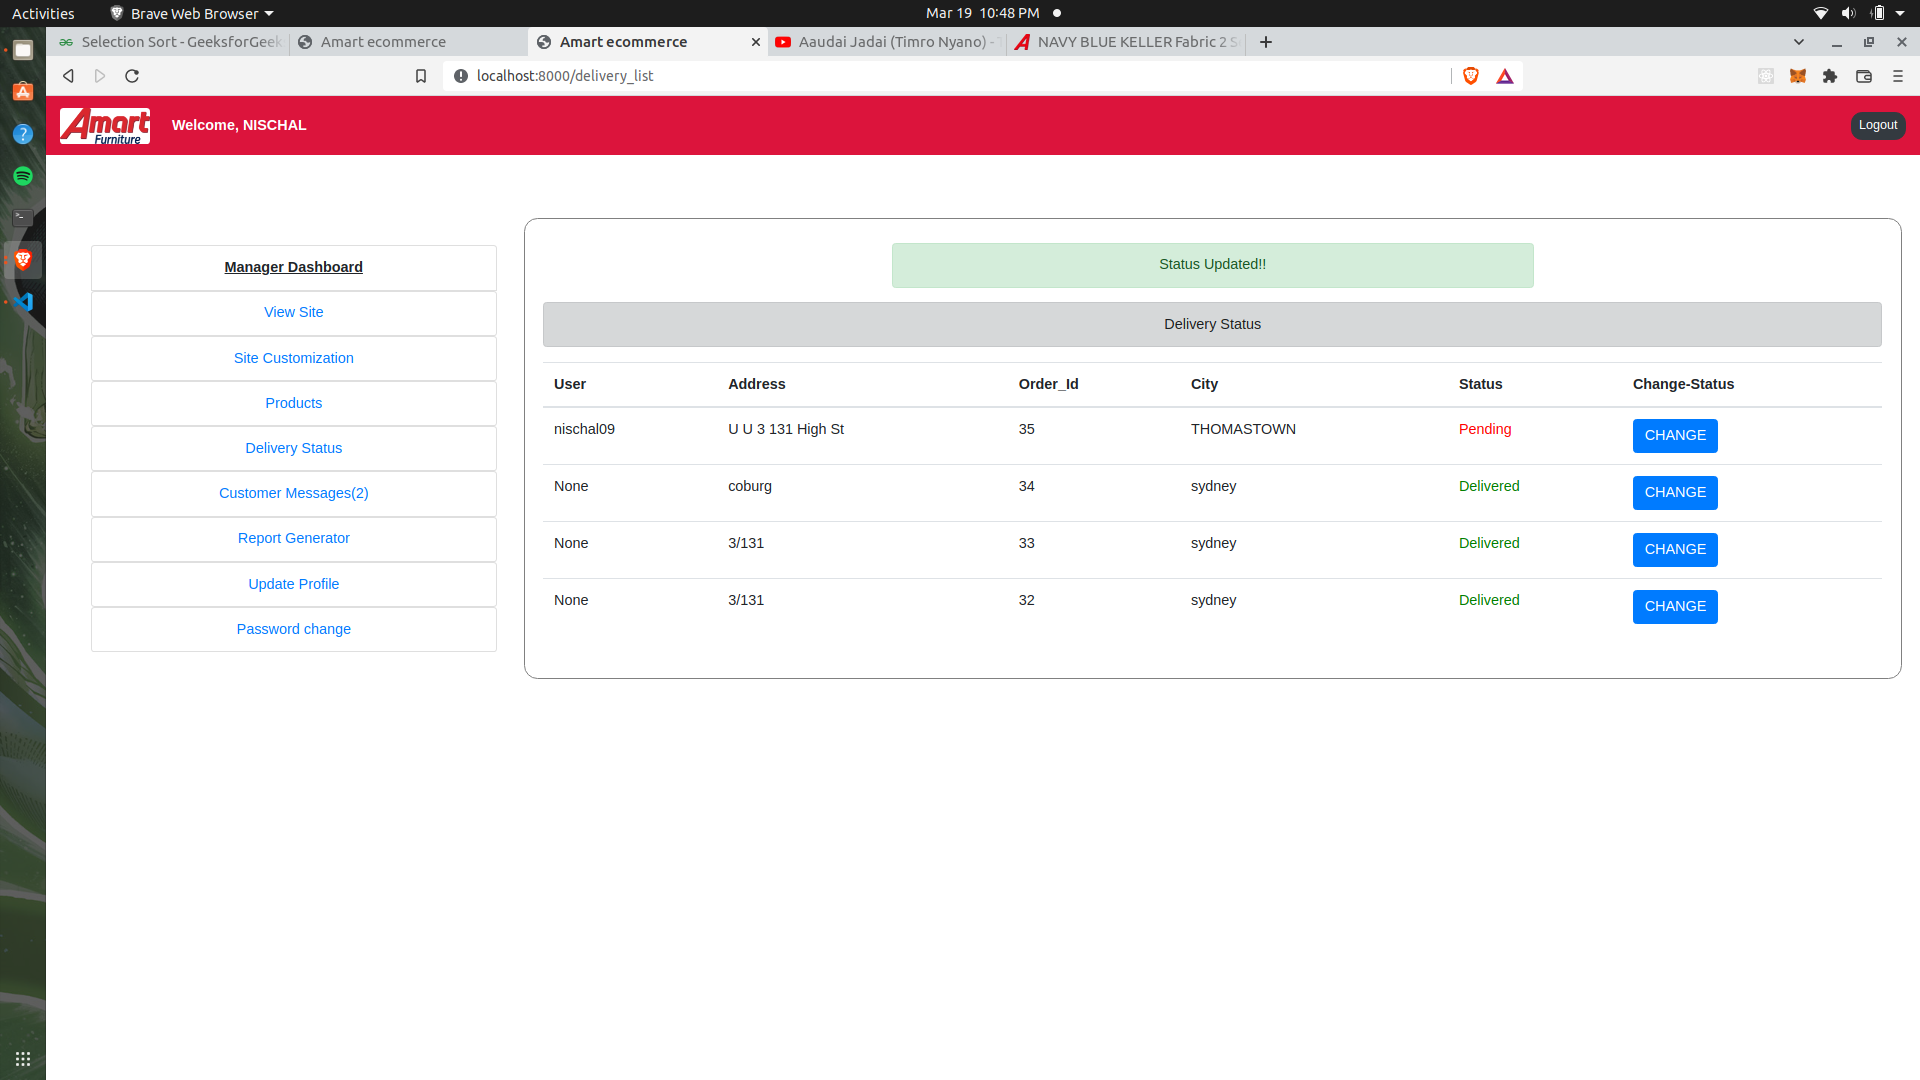 Activities Brave Web Browser Mar 19 10:48 PM
Selection Sort - GeeksforGeek Amart ecommerce Amart ecommerce Aaudai Jadai (Timro Nyano) - NAVY BLUE KELLER Fabric 2 S
localhost:8000/delivery_list
Amart Furniture Welcome, NISCHAL Logout
Manager Dashboard
View Site
Site Customization
Products
Delivery Status
Customer Messages(2)
Report Generator
Update Profile
Password change
Status Updated!!
Delivery Status
User Address Order_Id City Status Change-Status
nischal09 U U 3 131 High St 35 THOMASTOWN Pending CHANGE
None coburg 34 sydney Delivered CHANGE
None 3/131 33 sydney Delivered CHANGE
None 3/131 32 sydney Delivered CHANGE